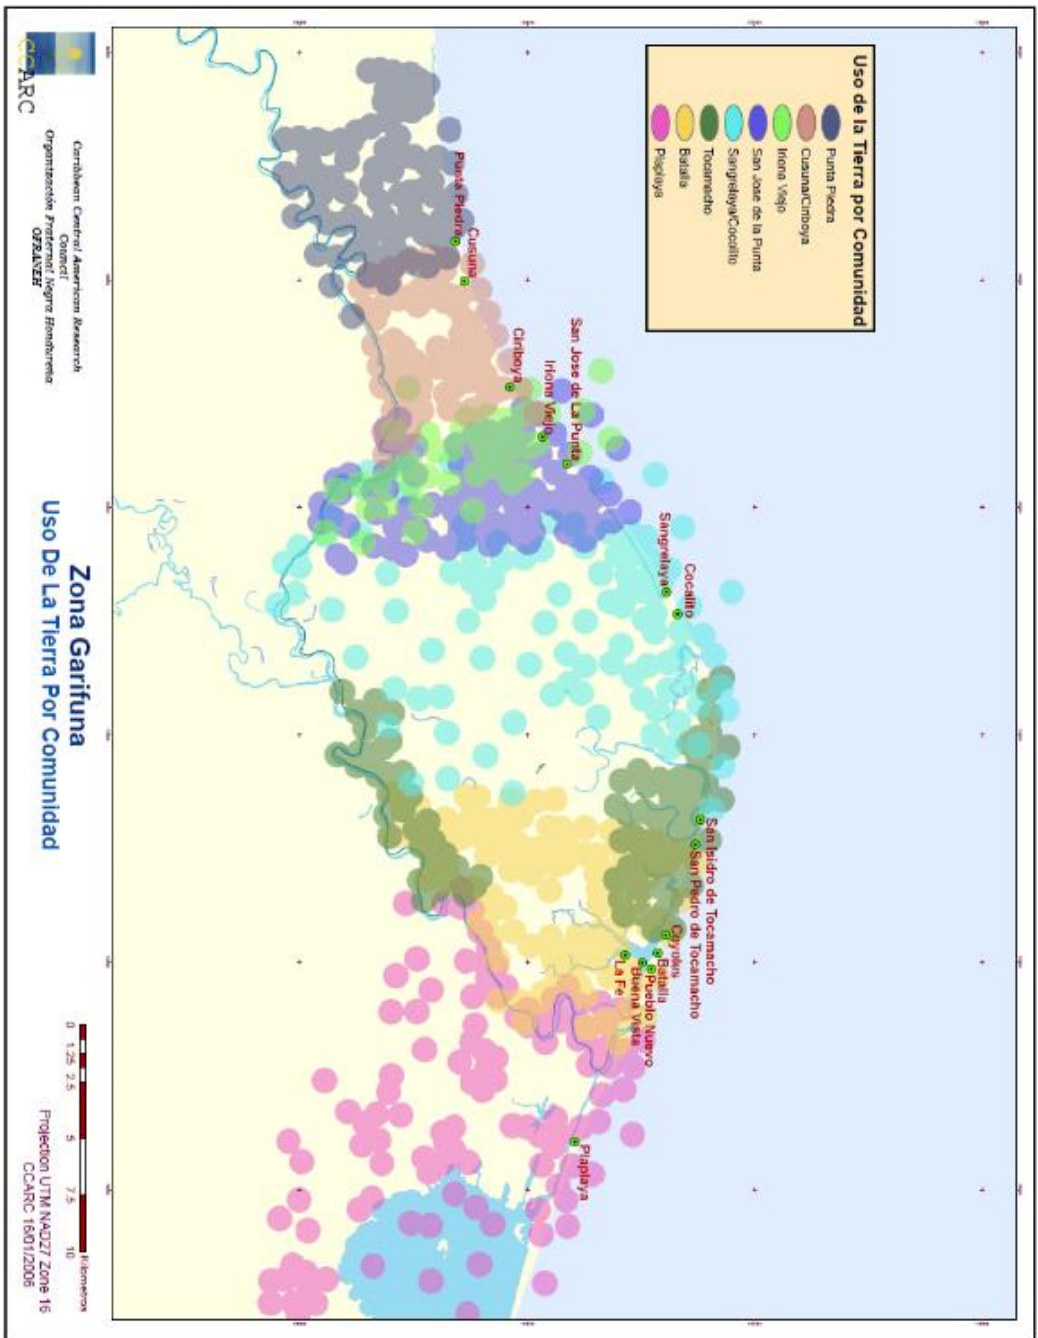 Uso de la Tierra por Comunidad
Punta Piedra
Cusuna/Ciriboya
Iriona Viejo
San Jose de la Punta
Sangrelaya/Cocalito
Tocamacho
Batalla
Plaplaya
Punta Piedra
Cusuna
Ciriboya
Iriona Viejo
San Jose de La Punta
Sangrelaya
Cocalito
San Isidro de Tocamacho
San Pedro de Tocamacho
Coyoles
Batalla
Pueblo Nuevo
Buena Vista
La Fe
Plaplaya
CCARC
Caribbean Central American Research
Council
Organización Fraternal Negra Hondureña
OFRANEH
Zona Garifuna
Uso De La Tierra Por Comunidad
0 1.25 2.5 5 7.5 10
Kilometros
Projection UTM NAD27 Zone 16
CCARC 16/01/2006